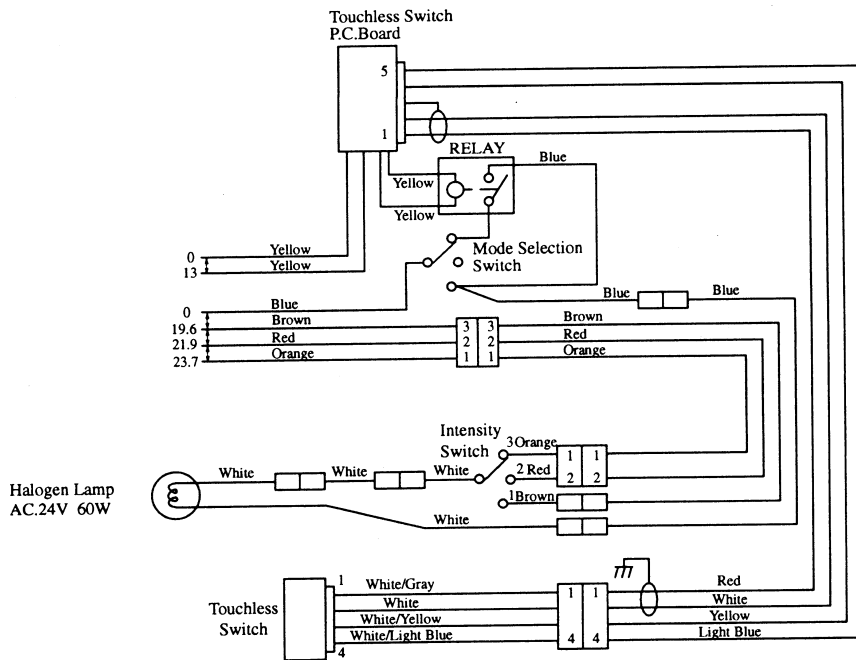 Touchless Switch
P.C.Board
5
1
RELAY
Blue
Yellow
Yellow
0 Yellow
13 Yellow
Mode Selection
Switch
0 Blue
19.6 Brown
21.9 Red
23.7 Orange
Blue Blue
3 3 Brown
2 2 Red
1 1 Orange
Intensity
Switch
3 Orange
2 Red
1 Brown
1 1
2 2
White White White
Halogen Lamp
AC.24V 60W
White
Touchless
Switch
1
4
White/Gray
White
White/Yellow
White/Light Blue
1 1
4 4
Red
White
Yellow
Light Blue